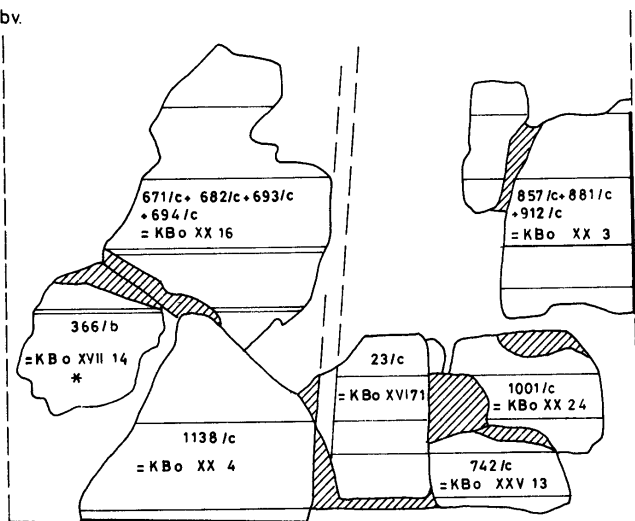 bv.
671/c+ 682/c+693/c
+694/c
= KBo XX 16
857/c+881/c
+912/c
= KBo XX 3
366/b
= KBo XVII 14
*
23/c
= KBo XVI 71
1001/c
= KBo XX 24
1138/c
= KBo XX 4
742/c
= KBo XXV 13